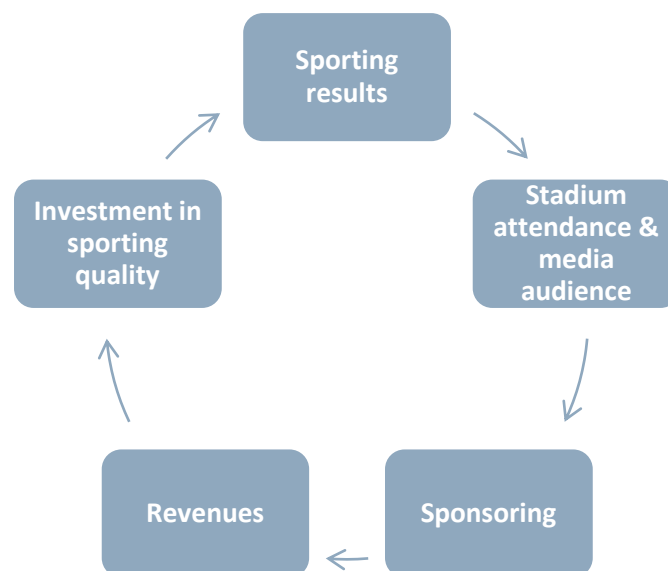 Sporting
results
Stadium
attendance &
media
audience
Sponsoring
Revenues
Investment in
sporting
quality